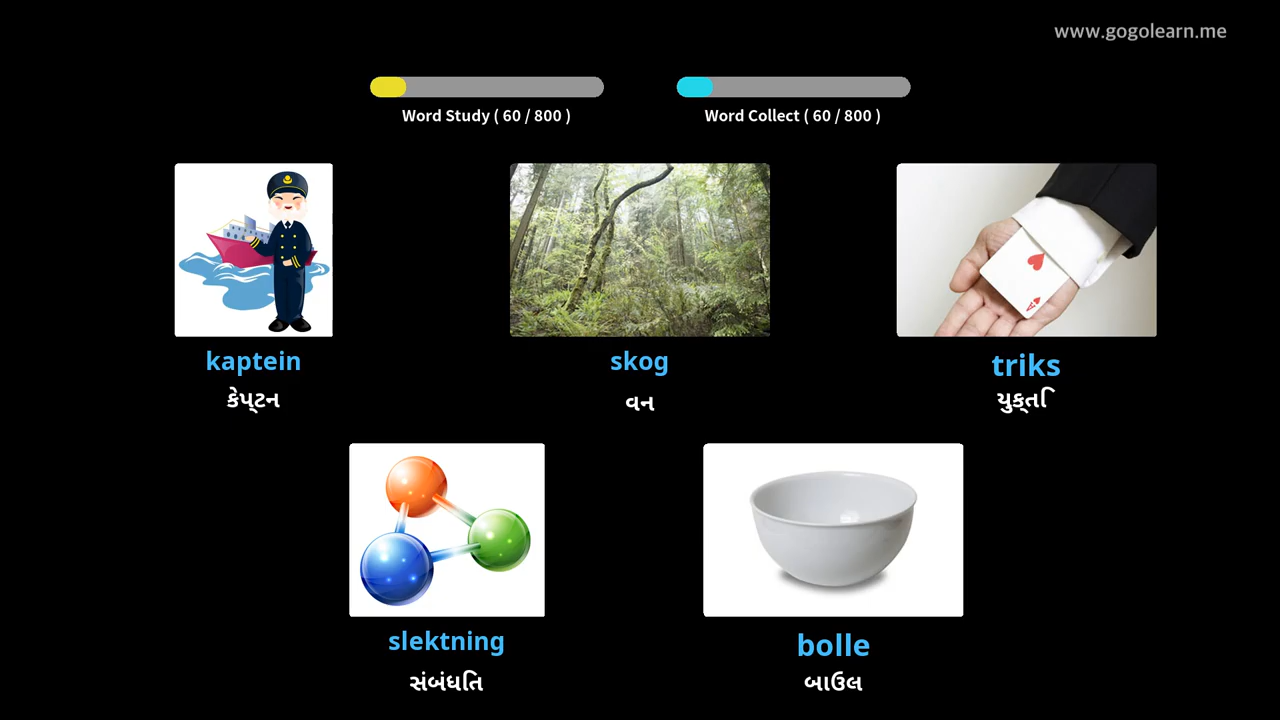 www.gogolearn.me
Word Study ( 60 / 800 )
Word Collect ( 60 / 800 )
kaptein
કેપ્ટન
skog
વન
triks
યુક્તિ
slektning
સંબંધિત
bolle
બાઉલ